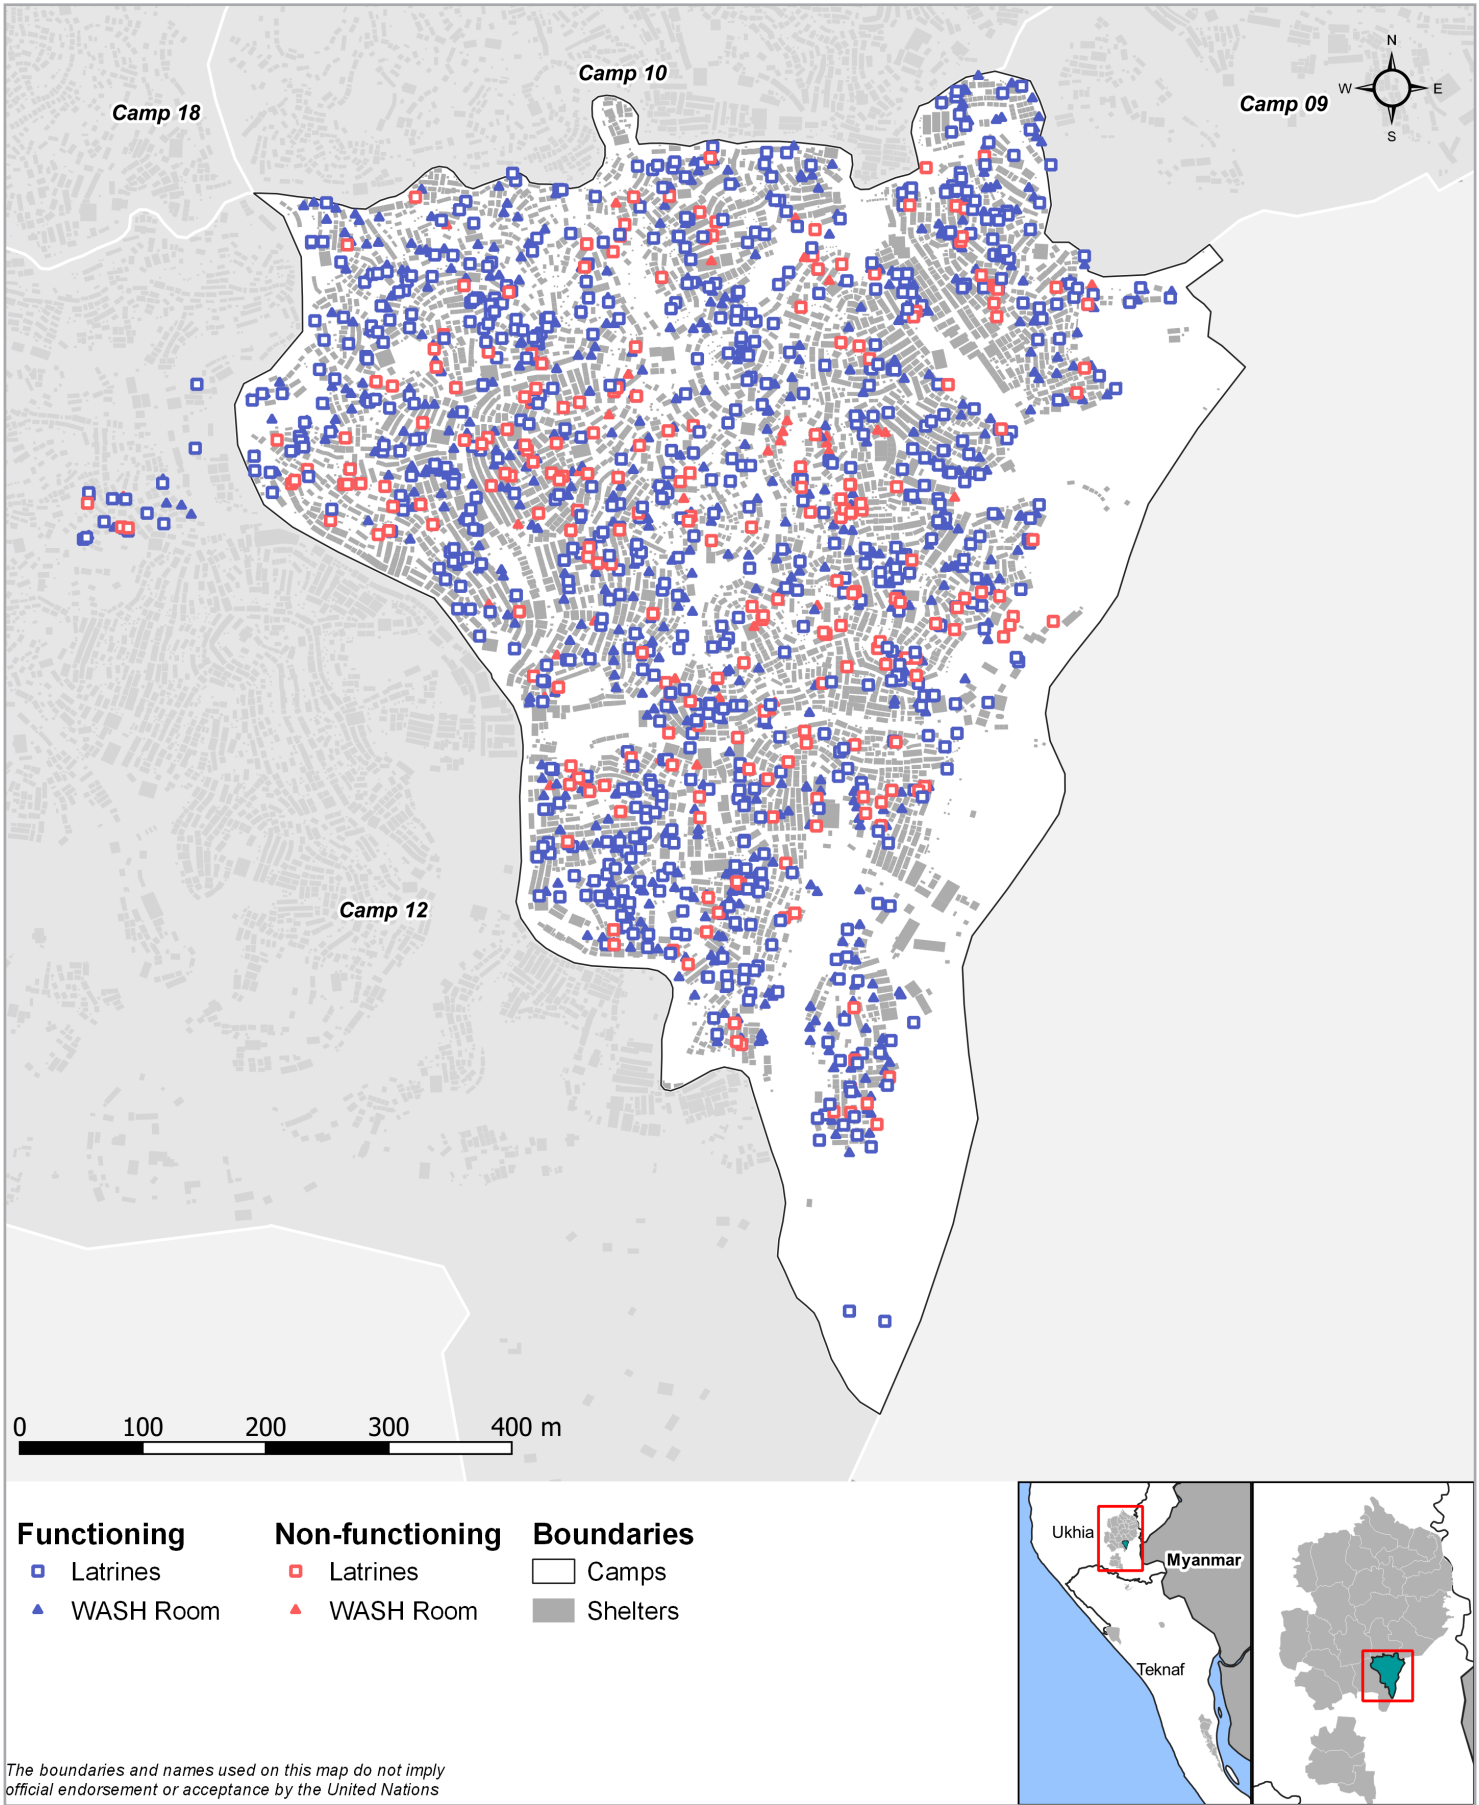 N
Camp 10
W
E
Camp 09
Camp 18
S
Camp 12
0 100 200 300 400 m
Functioning
Latrines
WASH Room
Non-functioning
Latrines
WASH Room
Boundaries
Camps
Shelters
Ukhia
Myanmar
Teknaf
The boundaries and names used on this map do not imply
official endorsement or acceptance by the United Nations